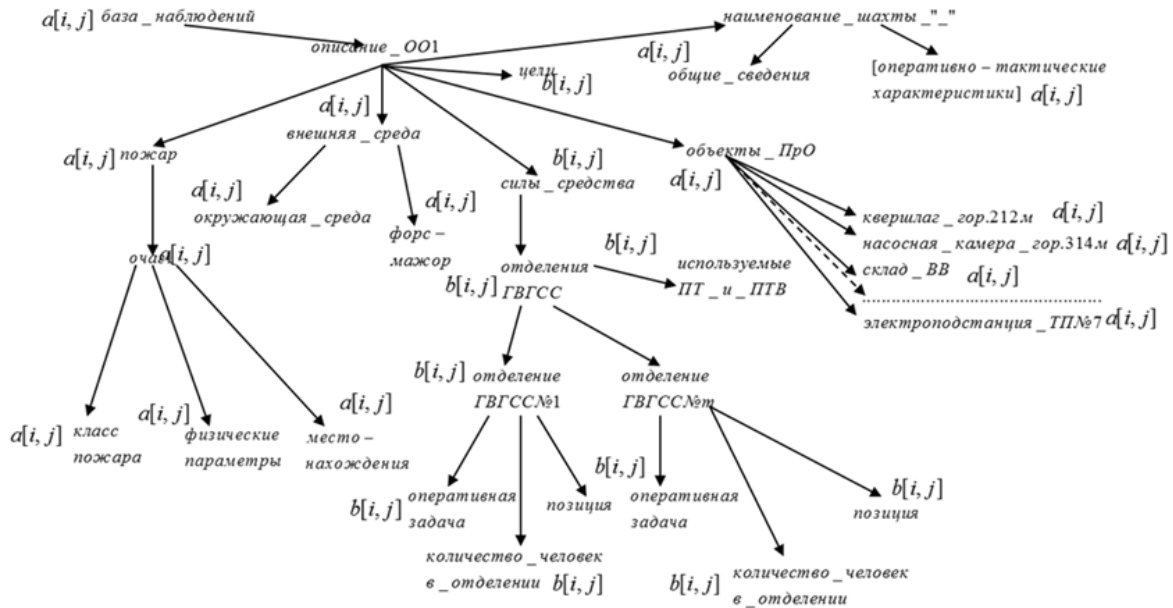 a[i, j] база_наблюдений
наименование_шахты_"_"
описание_ОО1
a[i, j]
общие_сведения
[оперативно – тактические
характеристики] a[i, j]
цели
b[i, j]
a[i, j]
внешняя_среда
a[i, j] пожар
b[i, j]
силы_средства
объекты_ПрО
a[i, j]
a[i, j]
окружающая_среда
a[i, j]
форс –
мажор
квершлаг_гор.212м a[i, j]
насосная_камера_гор.314м a[i, j]
склад_ВВ a[i, j]
электроподстанция_ТП№7 a[i, j]
очаг a[i, j]
b[i, j]
отделения
ГВГСС
b[i, j]
используемые
ПТ_и_ПТВ
b[i, j] отделение
ГВГСС№1
отделение
ГВГСС№m
a[i, j] класс
пожара
a[i, j]
физические
параметры
a[i, j]
место –
нахождения
b[i, j] оперативная
задача
позиция
b[i, j]
оперативная
задача
b[i, j]
позиция
количество_человек
в_отделении b[i, j]
b[i, j] количество_человек
в_отделении